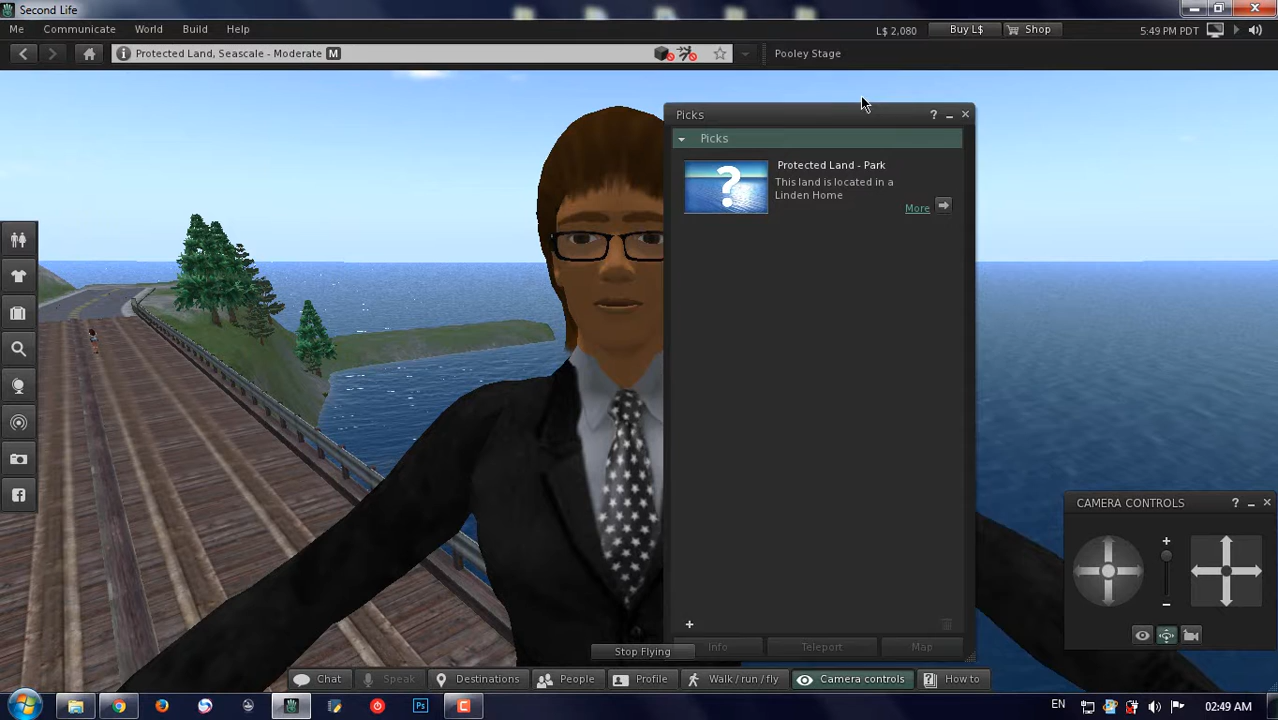 Second Life
Me Communicate World Build Help
L$ 2,080 Buy L$ Shop 5:49 PM PDT
Protected Land, Seascale - Moderate M
Pooley Stage
Picks ?
Picks
?
Protected Land - Park
This land is located in a
Linden Home
More
CAMERA CONTROLS ?
+
−
+
Info Teleport Map
Stop Flying
Chat Speak Destinations People Profile Walk / run / fly Camera controls How to
Ps C EN 02:49 AM